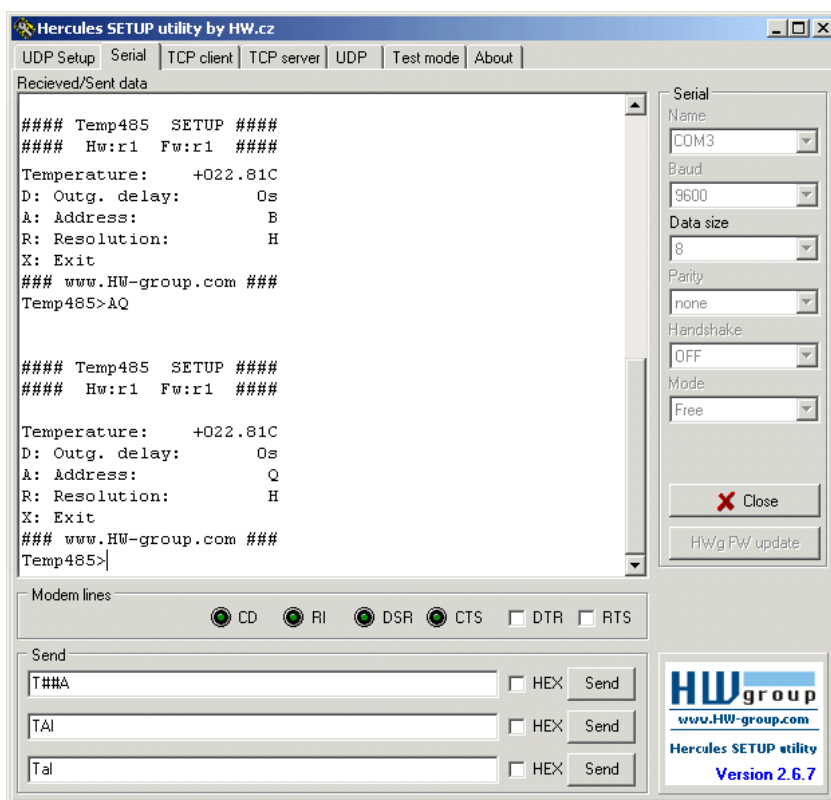 Hercules SETUP utility by HW.cz
UDP Setup Serial TCP client TCP server UDP Test mode About
Recieved/Sent data
#### Temp485 SETUP ####
#### Hw:r1 Fw:r1 ####
Temperature: +022.81C
D: Outg. delay: 0s
A: Address: B
R: Resolution: H
X: Exit
### www.HW-group.com ###
Temp485>AQ
#### Temp485 SETUP ####
#### Hw:r1 Fw:r1 ####
Temperature: +022.81C
D: Outg. delay: 0s
A: Address: Q
R: Resolution: H
X: Exit
### www.HW-group.com ###
Temp485>
Serial
Name
COM3
Baud
9600
Data size
8
Parity
none
Handshake
OFF
Mode
Free
Close
HWg FW update
Modem lines
CD RI DSR CTS DTR RTS
Send
T##A HEX Send
TAI HEX Send
TaI HEX Send
HW group
www.HW-group.com
Hercules SETUP utility
Version 2.6.7